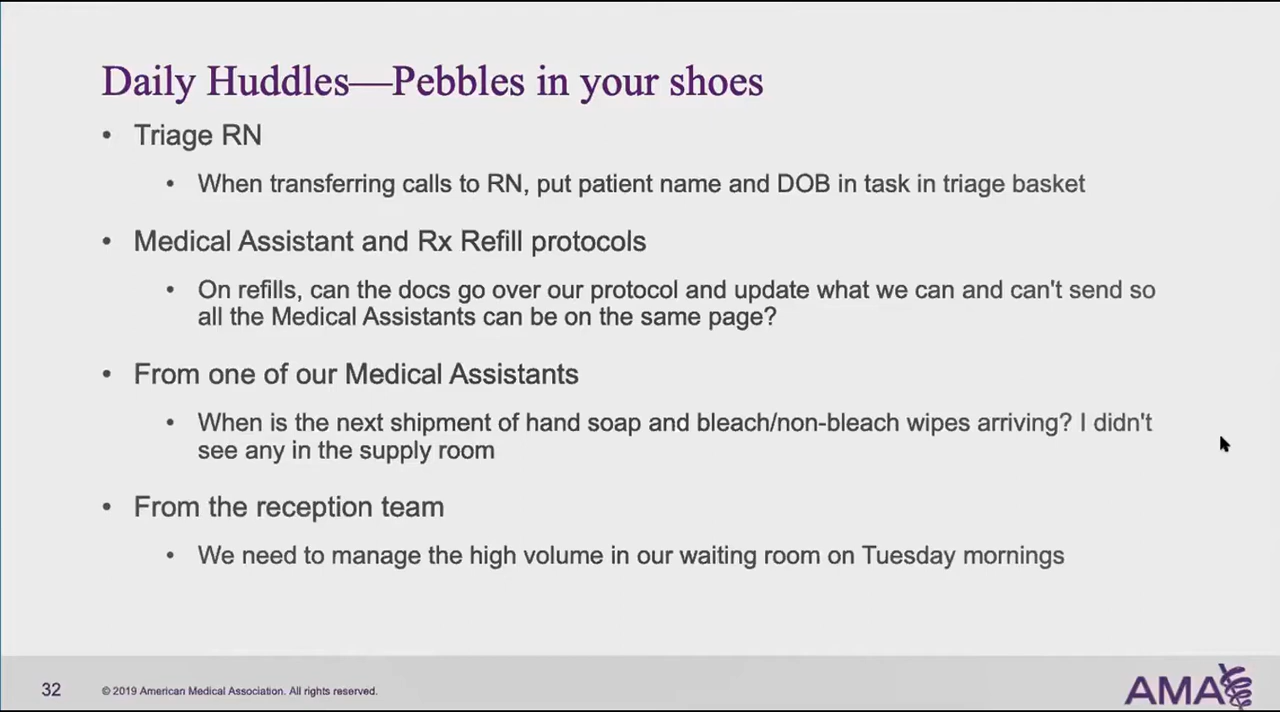 Daily Huddles—Pebbles in your shoes
• Triage RN
• When transferring calls to RN, put patient name and DOB in task in triage basket
• Medical Assistant and Rx Refill protocols
• On refills, can the docs go over our protocol and update what we can and can't send so
all the Medical Assistants can be on the same page?
• From one of our Medical Assistants
• When is the next shipment of hand soap and bleach/non-bleach wipes arriving? I didn't
see any in the supply room
• From the reception team
• We need to manage the high volume in our waiting room on Tuesday mornings
32
© 2019 American Medical Association. All rights reserved.
AMA